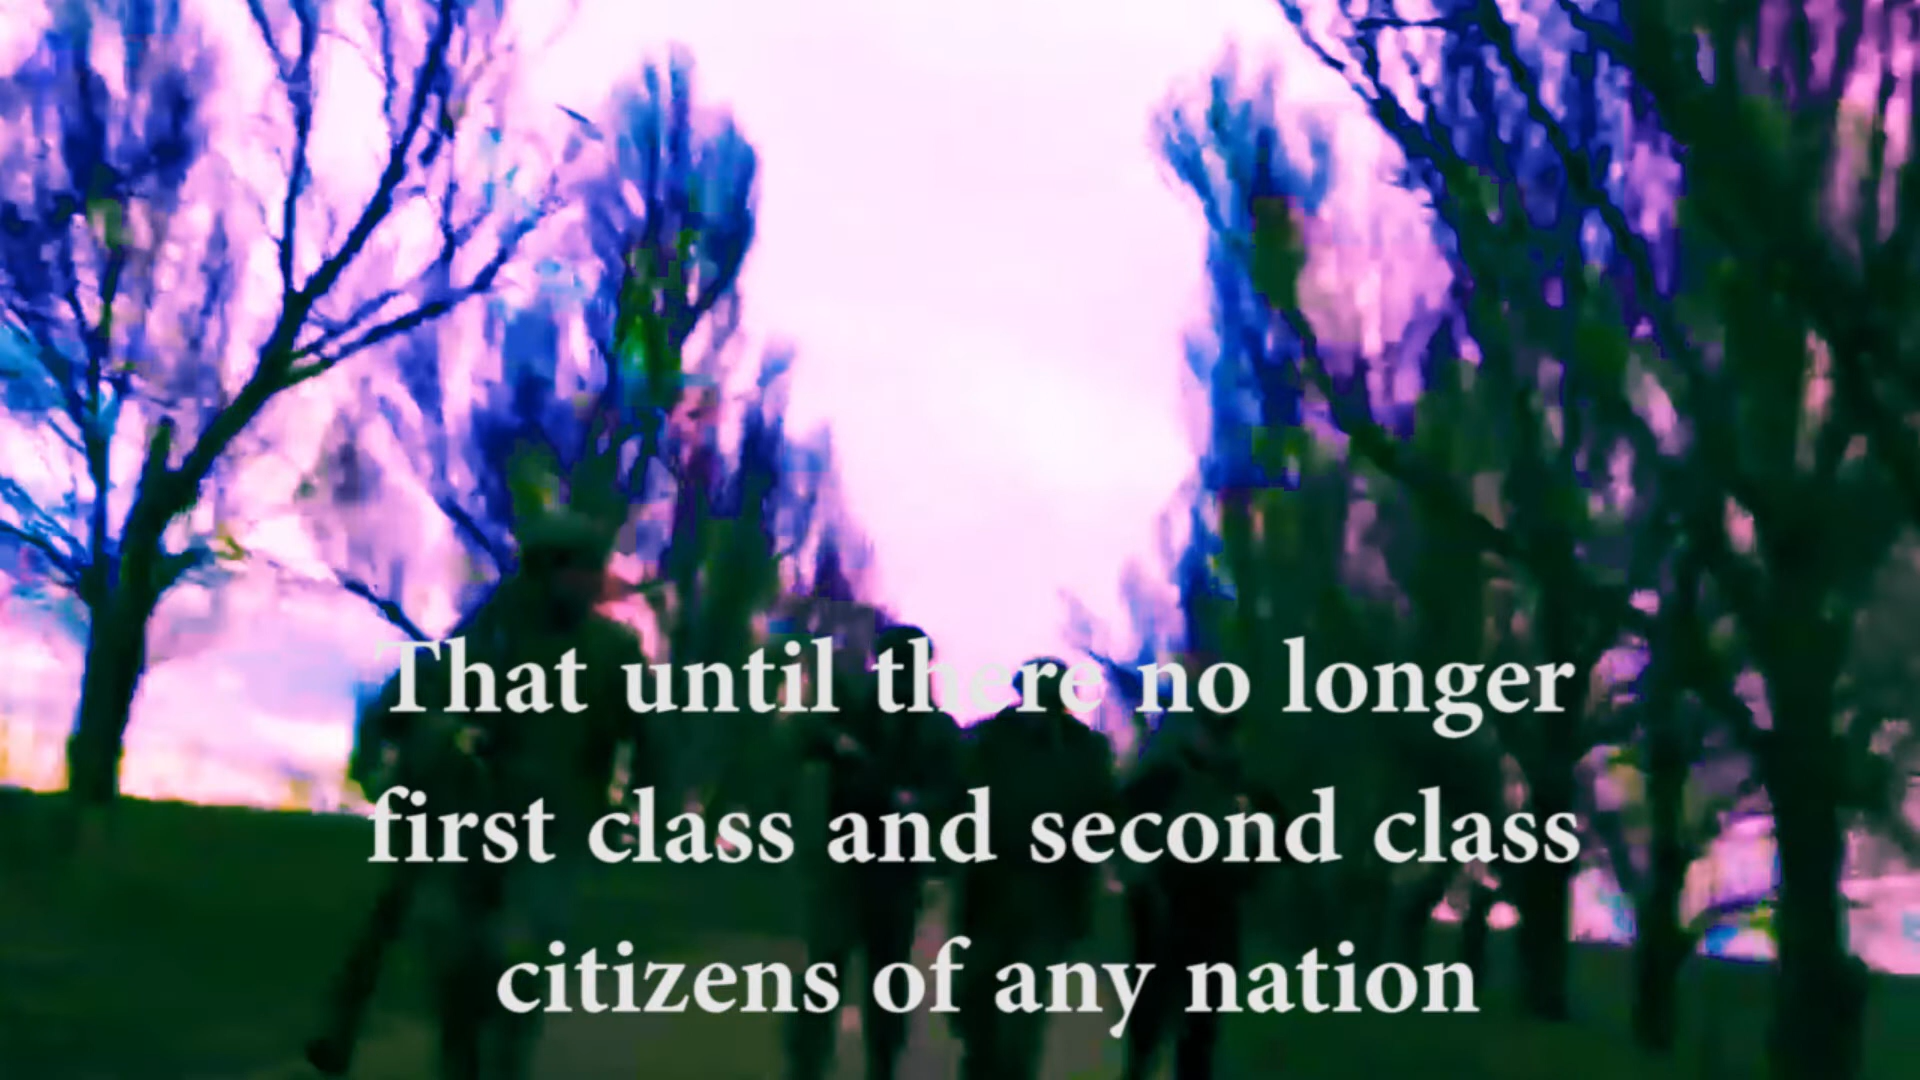 That until there no longer
first class and second class
citizens of any nation